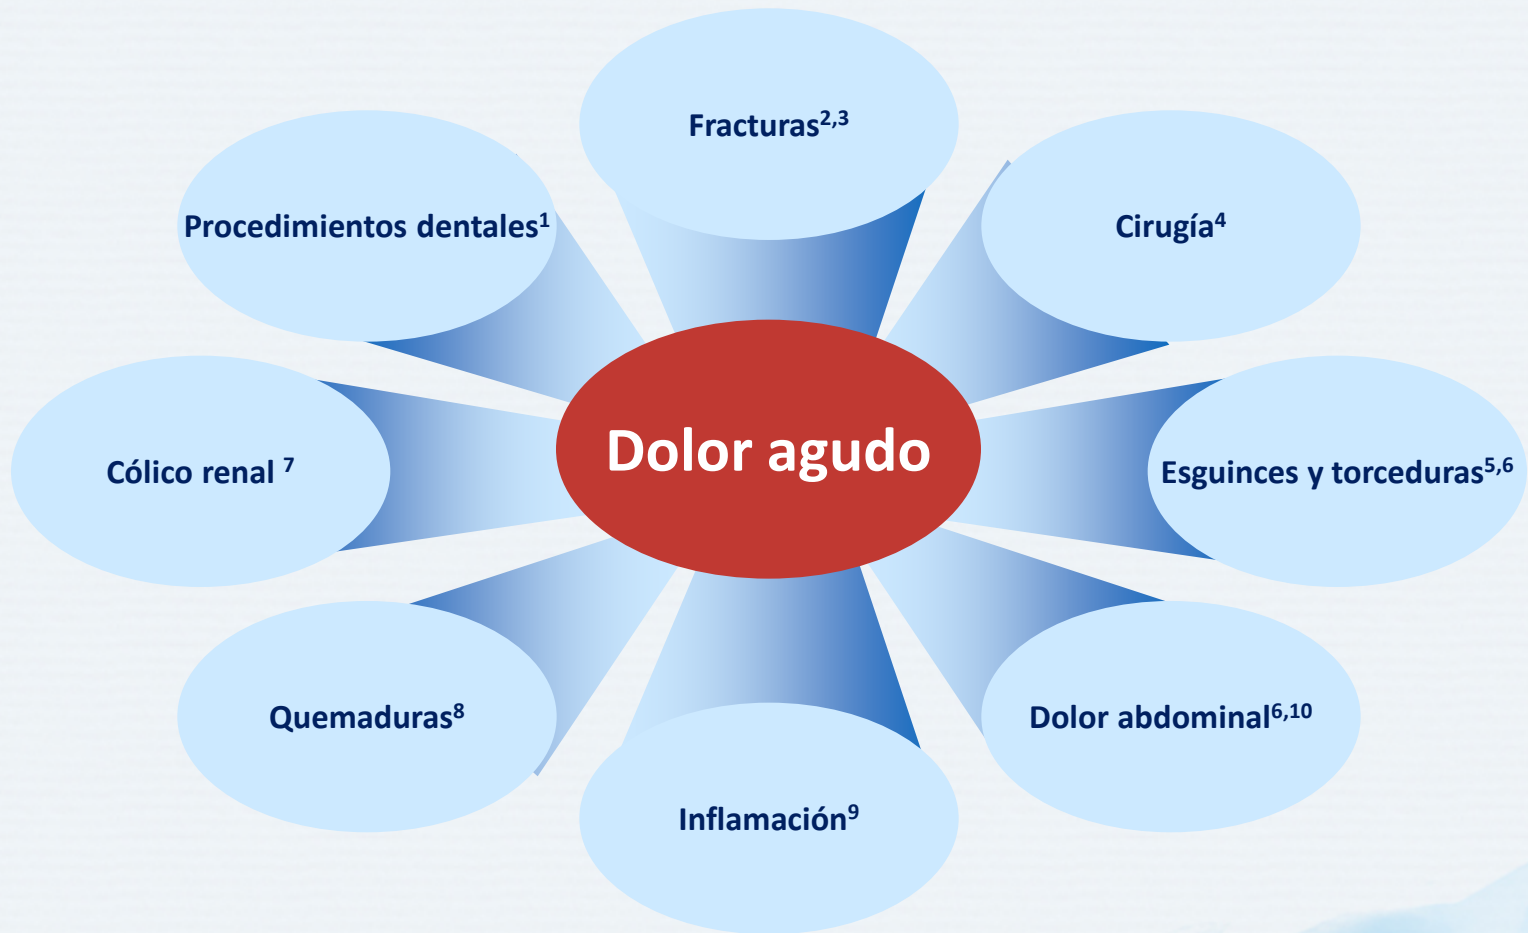 Fracturas2,3
Procedimientos dentales1
Cirugía4
Dolor agudo
Cólico renal 7
Esguinces y torceduras5,6
Quemaduras8
Dolor abdominal6,10
Inflamación9